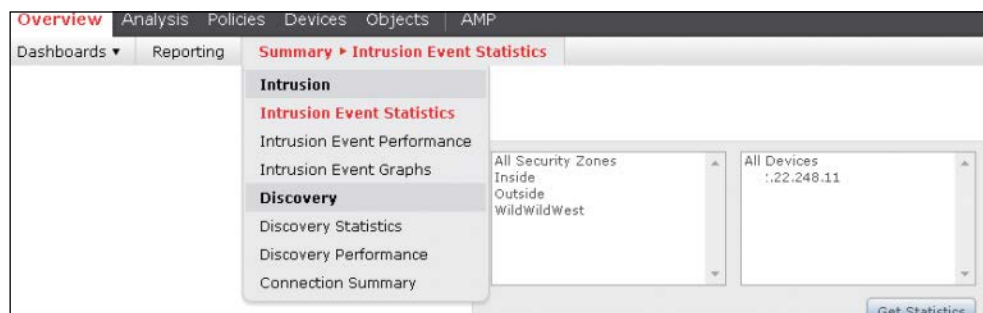 Overview Analysis Policies Devices Objects AMP
Dashboards ▾ Reporting Summary ▸ Intrusion Event Statistics
Intrusion
Intrusion Event Statistics
Intrusion Event Performance
Intrusion Event Graphs
Discovery
Discovery Statistics
Discovery Performance
Connection Summary
All Security Zones
Inside
Outside
WildWildWest
All Devices
:.22.248.11
Get Statistics